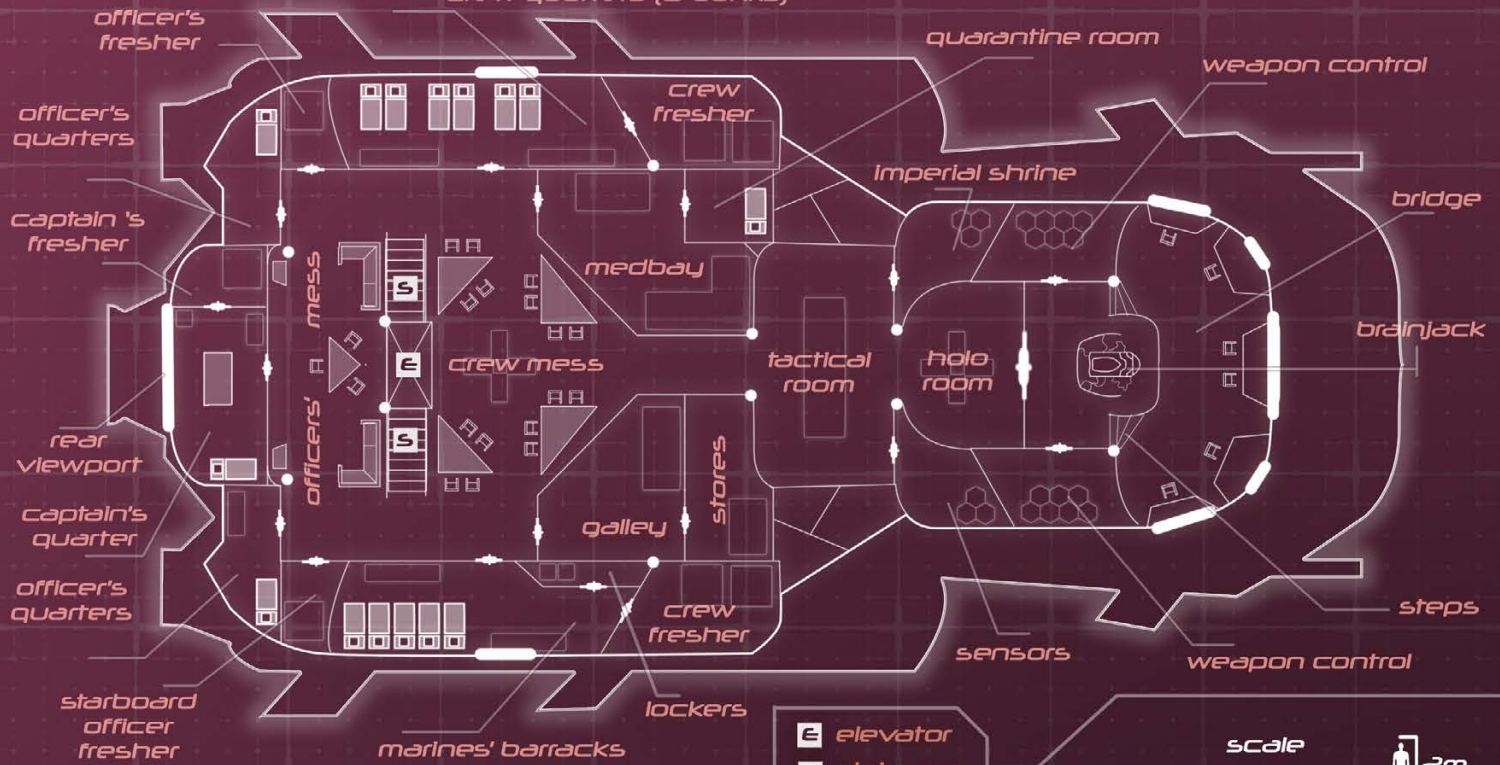 officer's
fresher
quarantine room
weapon control
officer's
quarters
crew
fresher
imperial shrine
bridge
captain 's
fresher
officers' mess
S
medbay
E
crew mess
tactical
room
holo
room
brainjack
rear
viewport
S
stores
captain's
quarter
galley
officer's
quarters
crew
fresher
steps
sensors
weapon control
starboard
officer
fresher
lockers
marines' barracks
E elevator
scale
2m